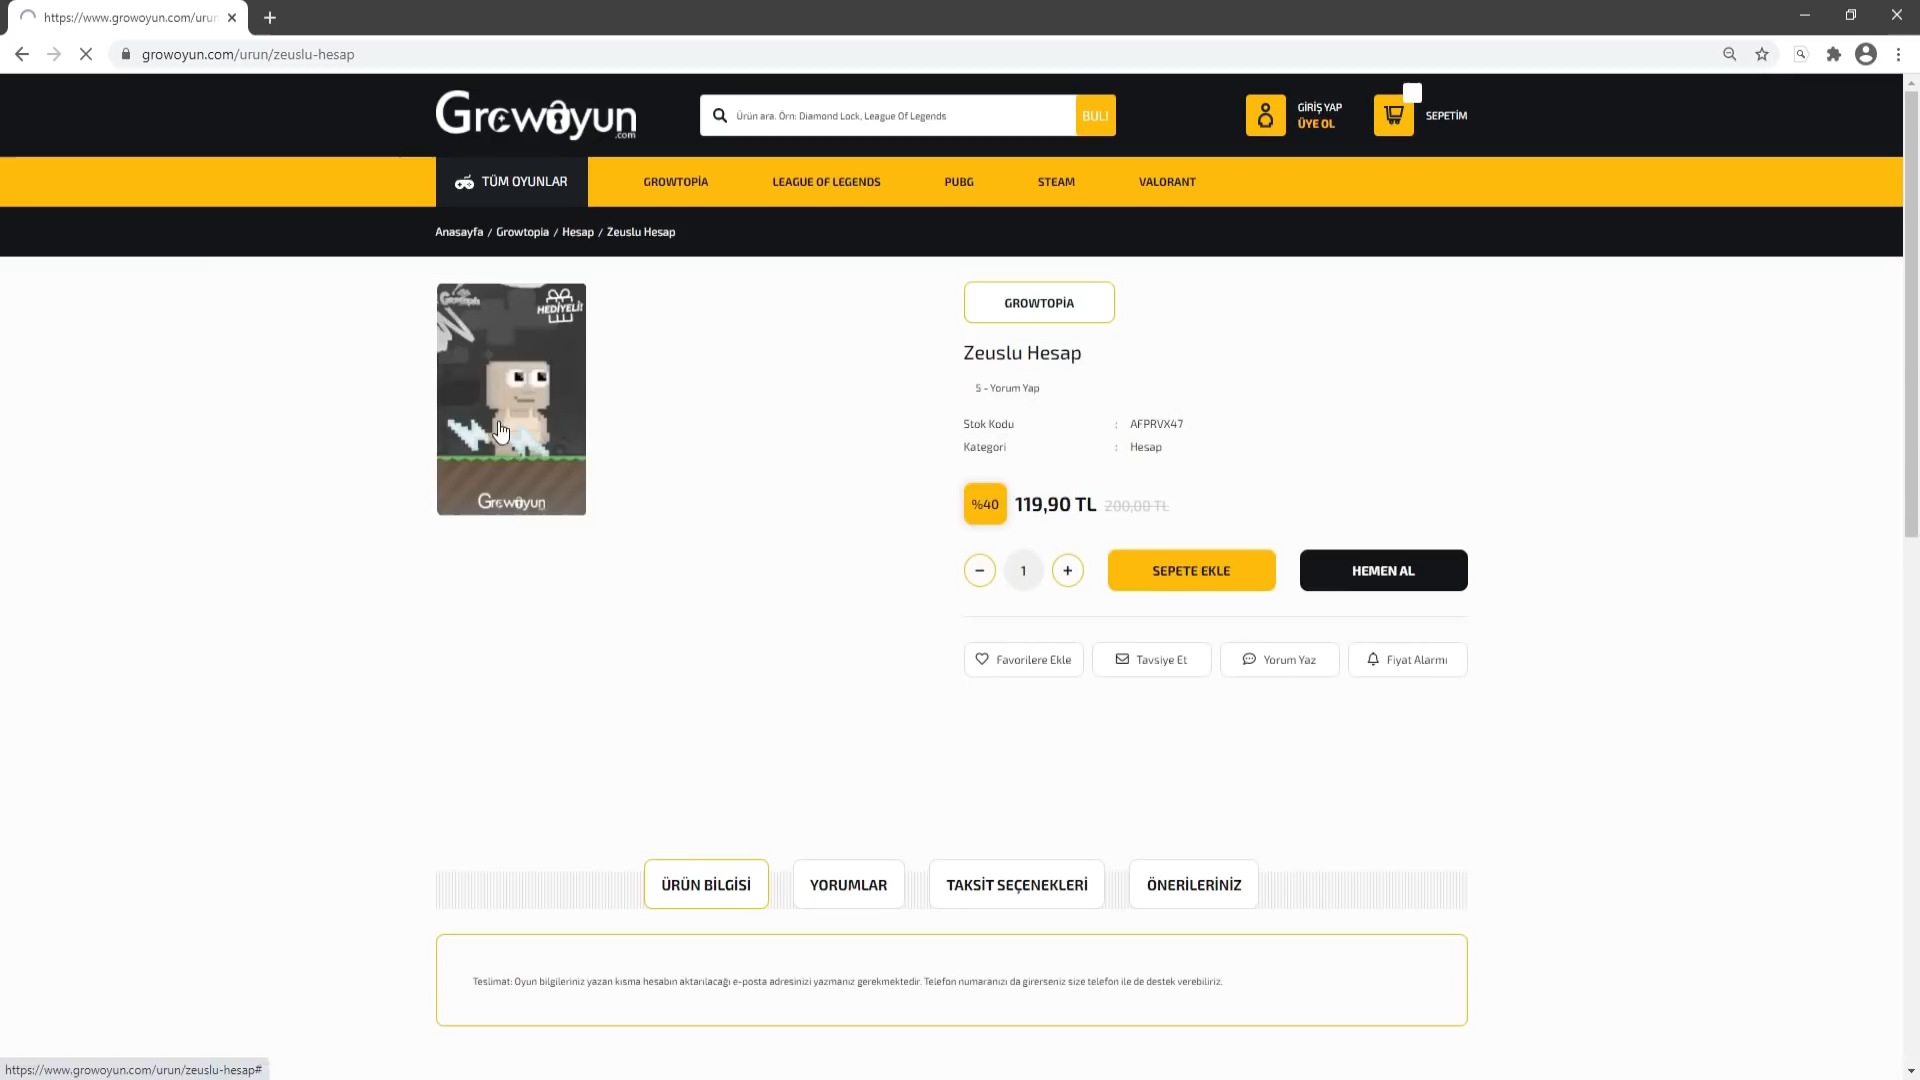 https://www.growoyun.com/urun
growoyun.com/urun/zeuslu-hesap
Growoyun
.com
Ürün ara. Örn: Diamond Lock, League Of Legends
BUL!
GİRİŞ YAP
ÜYE OL
SEPETİM
TÜM OYUNLAR
GROWTOPİA
LEAGUE OF LEGENDS
PUBG
STEAM
VALORANT
Anasayfa / Growtopia / Hesap / Zeuslu Hesap
Growtopia
HEDİYELİ!
Growoyun
GROWTOPİA
Zeuslu Hesap
5 - Yorum Yap
Stok Kodu : AFPRVX47
Kategori : Hesap
%40 119,90 TL 200,00 TL
− 1 + SEPETE EKLE HEMEN AL
Favorilere Ekle
Tavsiye Et
Yorum Yaz
Fiyat Alarmı
ÜRÜN BİLGİSİ
YORUMLAR
TAKSİT SEÇENEKLERİ
ÖNERİLERİNİZ
Teslimat: Oyun bilgileriniz yazan kısma hesabın aktarılacağı e-posta adresinizi yazmanız gerekmektedir. Telefon numaranızı da girerseniz size telefon ile de destek verebiliriz.
https://www.growoyun.com/urun/zeuslu-hesap#